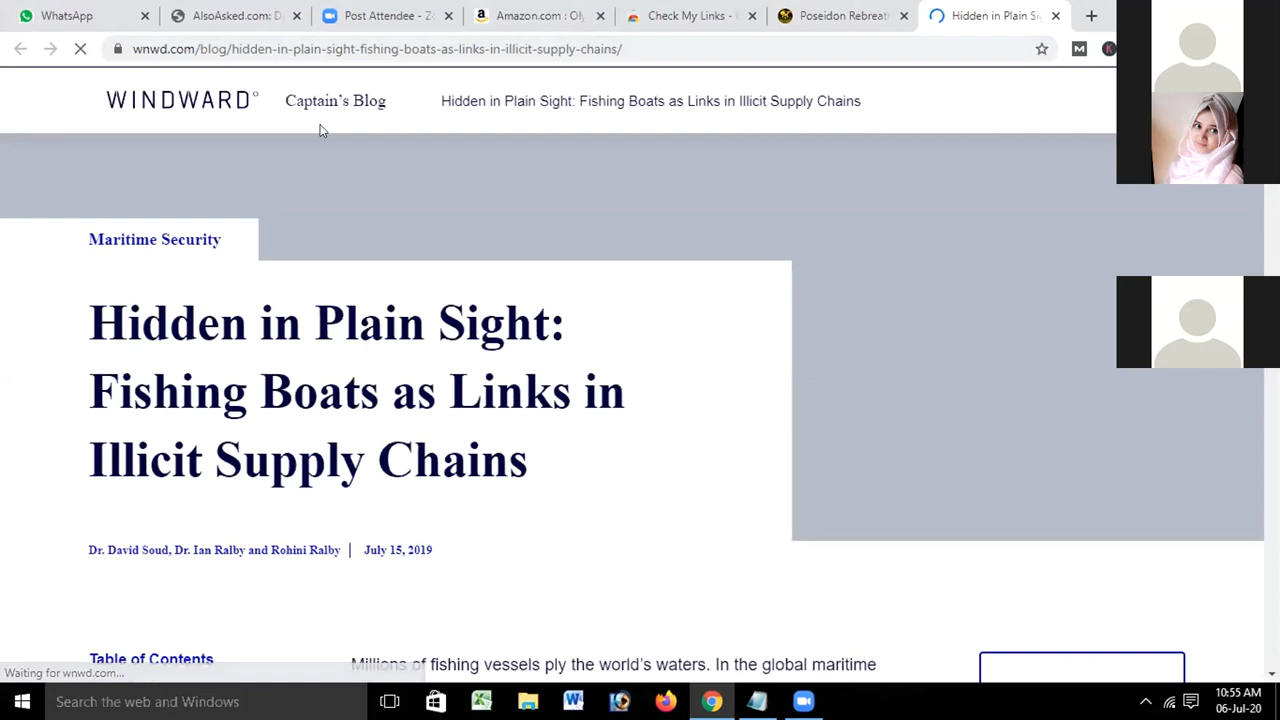 WhatsApp
AlsoAsked.com: D
Post Attendee - Z
Amazon.com : Oly
Check My Links -
Poseidon Rebreat
Hidden in Plain Si
wnwd.com/blog/hidden-in-plain-sight-fishing-boats-as-links-in-illicit-supply-chains/
M
K
WINDWARD
Captain's Blog
Hidden in Plain Sight: Fishing Boats as Links in Illicit Supply Chains
Maritime Security
Hidden in Plain Sight:
Fishing Boats as Links in
Illicit Supply Chains
Dr. David Soud, Dr. Ian Ralby and Rohini Ralby | July 15, 2019
Table of Contents
Millions of fishing vessels ply the world's waters. In the global maritime
Waiting for wnwd.com...
Search the web and Windows
10:55 AM
06-Jul-20